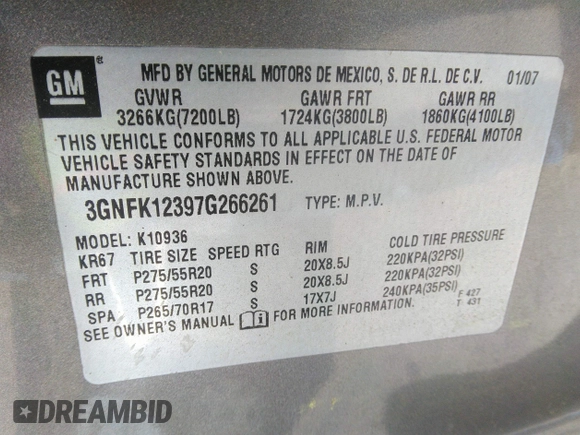 GM ®
MFD BY GENERAL MOTORS DE MEXICO, S. DE R.L. DE C.V. 01/07
GVWR GAWR FRT GAWR RR
3266KG(7200LB) 1724KG(3800LB) 1860KG(4100LB)
THIS VEHICLE CONFORMS TO ALL APPLICABLE U.S. FEDERAL MOTOR
VEHICLE SAFETY STANDARDS IN EFFECT ON THE DATE OF
MANUFACTURE SHOWN ABOVE.
3GNFK12397G266261 TYPE: M.P.V.
MODEL: K10936
KR67 TIRE SIZE SPEED RTG RIM COLD TIRE PRESSURE
FRT P275/55R20 S 20X8.5J 220KPA(32PSI)
RR P275/55R20 S 20X8.5J 220KPA(32PSI)
SPA P265/70R17 S 17X7J 240KPA(35PSI) F 427
SEE OWNER'S MANUAL FOR MORE INFORMATION. T 431
DREAMBID